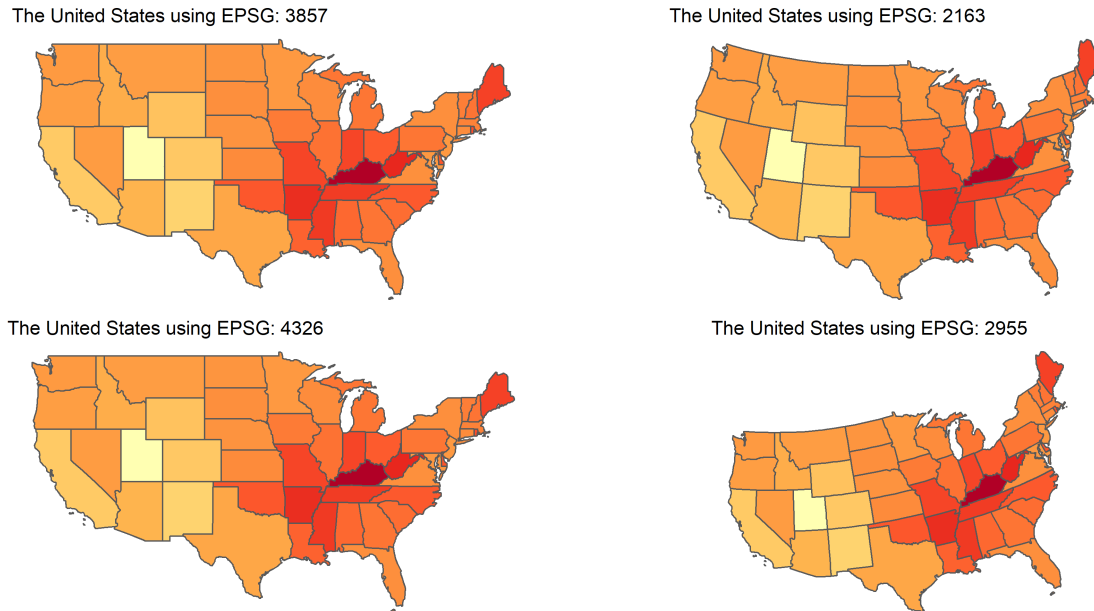 The United States using EPSG: 3857
The United States using EPSG: 2163
The United States using EPSG: 4326
The United States using EPSG: 2955